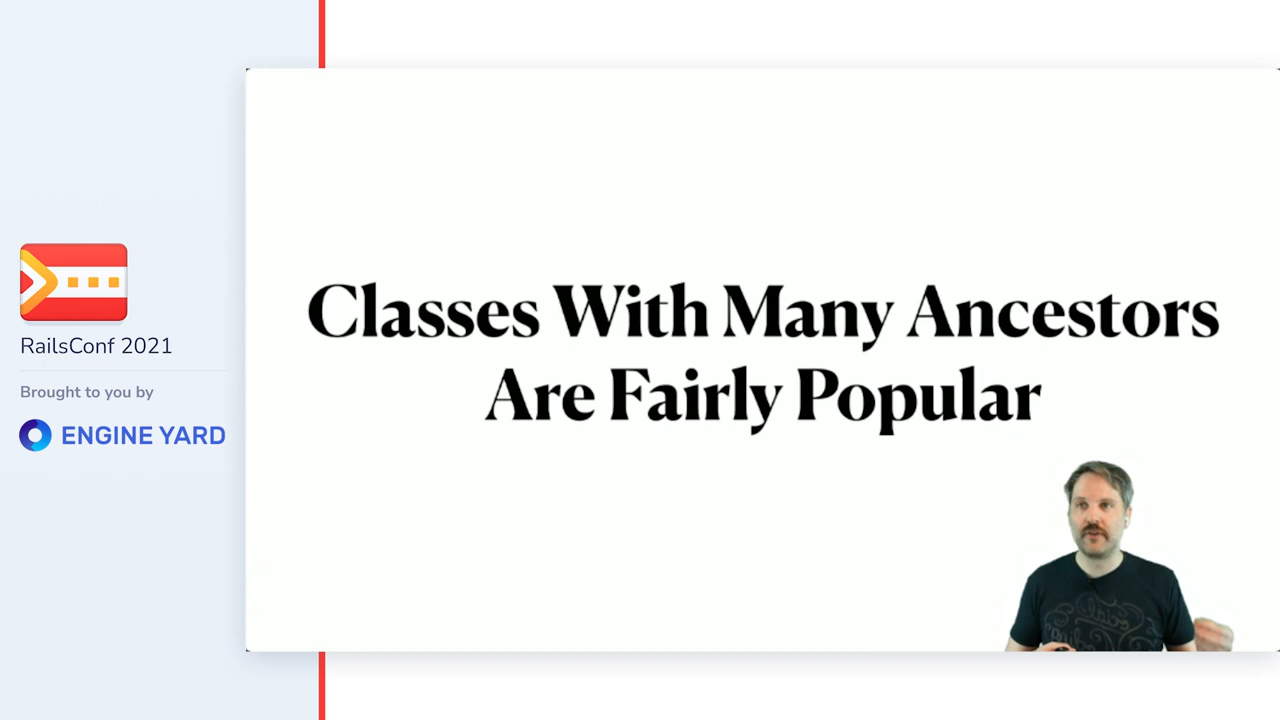 RailsConf 2021
Brought to you by
ENGINE YARD
Classes With Many Ancestors
Are Fairly Popular